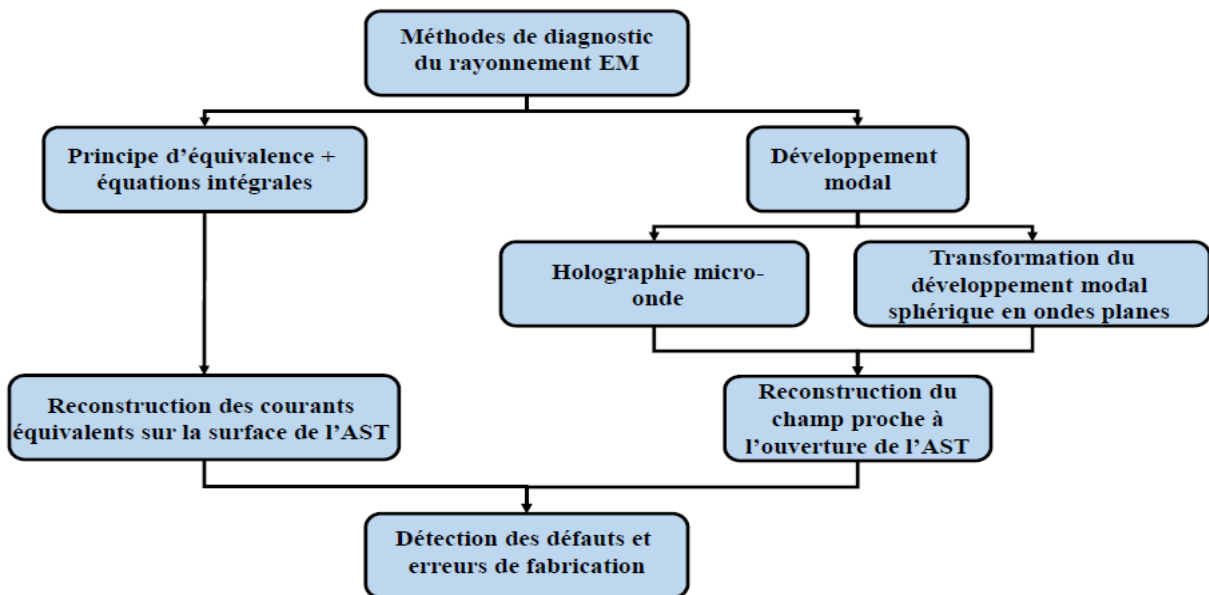 Méthodes de diagnostic
du rayonnement EM
Principe d'équivalence +
équations intégrales
Développement
modal
Holographie micro-
onde
Transformation du
développement modal
sphérique en ondes planes
Reconstruction des courants
équivalents sur la surface de l'AST
Reconstruction du
champ proche à
l'ouverture de l'AST
Détection des défauts et
erreurs de fabrication